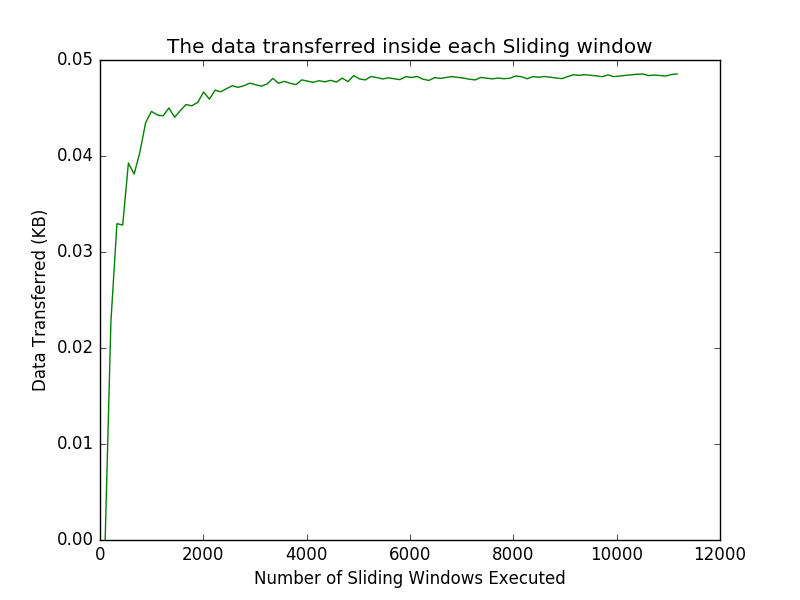 The data transferred inside each Sliding window
0.05
0.04
0.03
0.02
0.01
0.00
Data Transferred (KB)
0 2000 4000 6000 8000 10000 12000
Number of Sliding Windows Executed